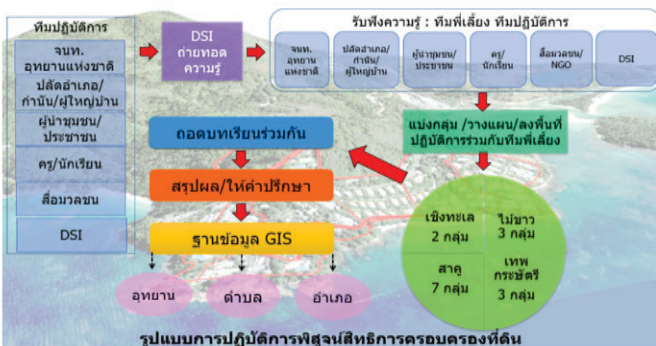 ทีมปฏิบัติการ
จนท.
อุทยานแห่งชาติ
ปลัดอำเภอ/
กำนัน/ผู้ใหญ่บ้าน
ผู้นำชุมชน/
ประชาชน
ครู/นักเรียน
สื่อมวลชน
DSI
DSI
ถ่ายทอด
ความรู้
รับฟังความรู้ : ทีมพี่เลี้ยง ทีมปฏิบัติการ
จนท.
อุทยาน
แห่งชาติ
ปลัดอำเภอ/
กำนัน/
ผู้ใหญ่บ้าน
ผู้นำชุมชน/
ประชาชน
ครู/
นักเรียน
สื่อมวลชน/
NGO
DSI
แบ่งกลุ่ม /วางแผน/ลงพื้นที่
ปฏิบัติการร่วมกับทีมพี่เลี้ยง
เชิงทะเล
2 กลุ่ม
ไม้ขาว
3 กลุ่ม
สาคู
7 กลุ่ม
เทพ
กระษัตรี
3 กลุ่ม
ถอดบทเรียนร่วมกัน
สรุปผล/ให้คำปรึกษา
ฐานข้อมูล GIS
อุทยาน
ตำบล
อำเภอ
รูปแบบการปฏิบัติการพิสูจน์สิทธิการครอบครองที่ดิน